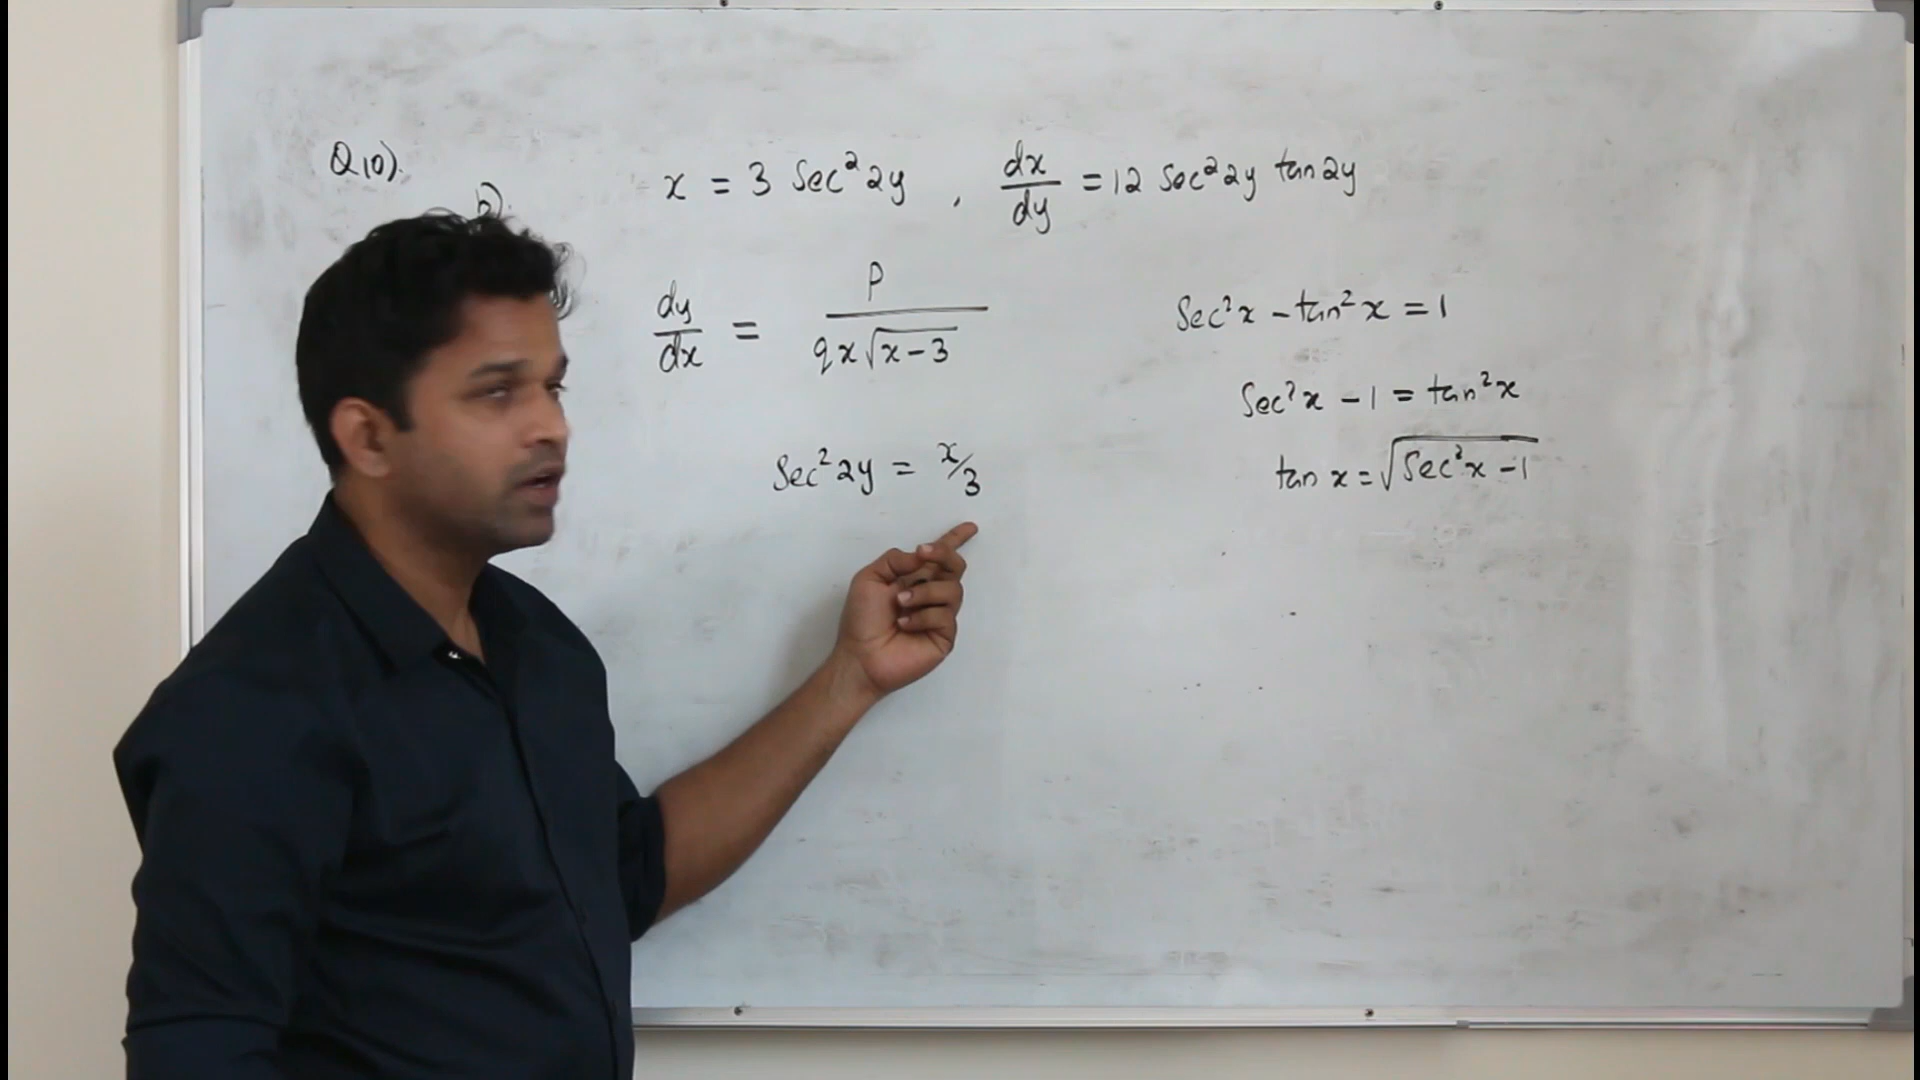 Q10).
b).
x = 3 Sec²2y , dx/dy = 12 Sec²2y tan2y
dy/dx = P/(qx√(x-3))
Sec²x - tan²x = 1
Sec²x - 1 = tan²x
Sec²2y = x/3
tan x = √(Sec²x - 1)